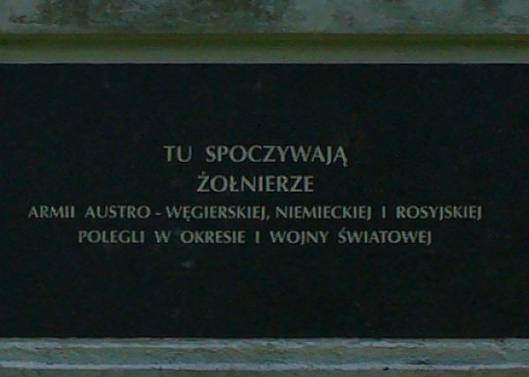 TU SPOCZYWAJĄ
ŻOŁNIERZE
ARMII AUSTRO - WĘGIERSKIEJ, NIEMIECKIEJ I ROSYJSKIEJ
POLEGLI W OKRESIE I WOJNY ŚWIATOWEJ